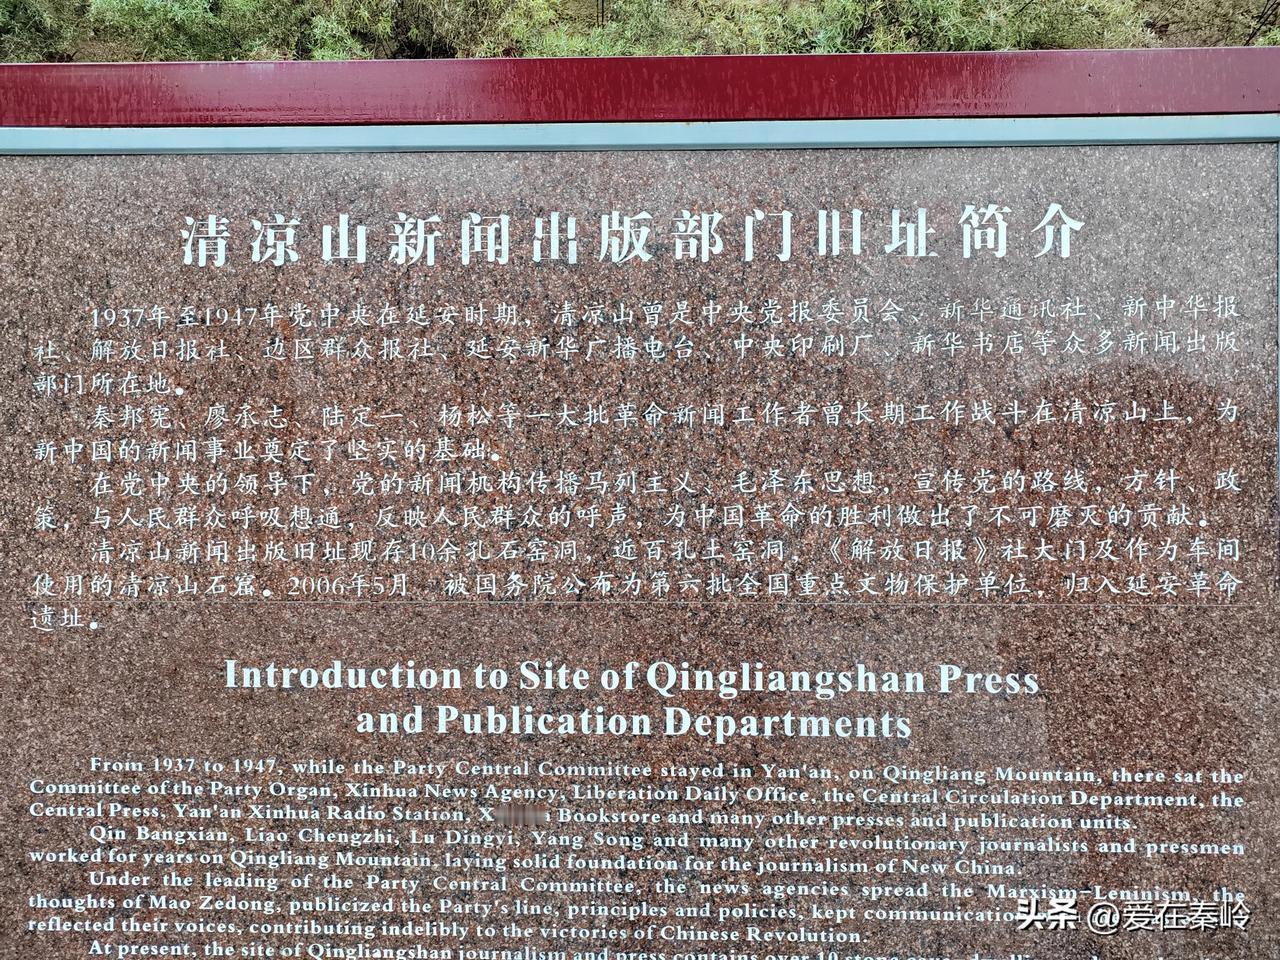 清凉山新闻出版部门旧址简介
1937年至1947年党中央在延安时期，清凉山曾是中央党报委员会、新华通讯社、新中华报
社、解放日报社、边区群众报社、延安新华广播电台、中央印刷厂、新华书店等众多新闻出版
部门所在地。
秦邦宪、廖承志、陆定一、杨松等一大批革命新闻工作者曾长期工作战斗在清凉山上，为
新中国的新闻事业奠定了坚实的基础。
在党中央的领导下，党的新闻机构传播马列主义、毛泽东思想，宣传党的路线，方针、政
策，与人民群众呼吸想通，反映人民群众的呼声，为中国革命的胜利做出了不可磨灭的贡献。
清凉山新闻出版旧址现存10余孔石窑洞，近百孔土窑洞，《解放日报》社大门及作为车间
使用的清凉山石窟。2006年5月 被国务院公布为第六批全国重点文物保护单位，归入延安革命
遗址。
Introduction to Site of Qingliangshan Press
and Publication Departments
From 1937 to 1947, while the Party Central Committee stayed in Yan'an, on Qingliang Mountain, there sat the
Committee of the Party Organ, Xinhua News Agency, Liberation Daily Office, the Central Circulation Department, the
Central Press, Yan'an Xinhua Radio Station, Bookstore and many other presses and publication units.
Qin Bangxian, Liao Chengzhi, Lu Dingyi, Yang Song and many other revolutionary journalists and pressmen
worked for years on Qingliang Mountain, laying solid foundation for the journalism of New China.
Under the leading of the Party Central Committee, the news agencies spread the Marxism-Leninism, the
thoughts of Mao Zedong, publicized the Party's line, principles and policies, kept
reflected their voices, contributing indelibly to the victories of Chinese Revolution.
At present, the site of Qingliangshan journalism and press contains over 10 stone
头条 @爱在秦岭